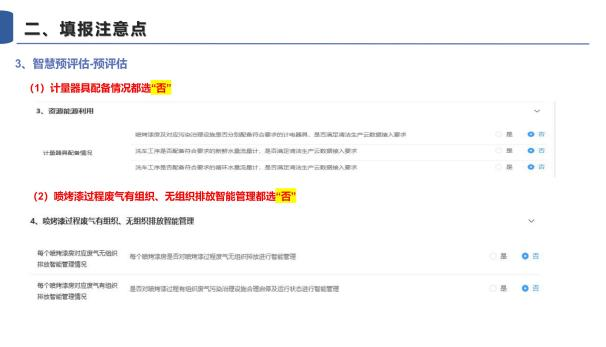 二、填报注意点
3、智慧预评估-预评估
（1）计量器具配备情况都选“否”
3、资源能源利用
喷烤漆房及对应污染治理设施是否分别配备符合要求的计电器具，是否满足清洁生产云数据接入要求
是 否
计量器具配备情况
洗车工序是否配备符合要求的新鲜水量流量计，是否满足清洁生产云数据接入要求
是 否
洗车工序是否配备符合要求的循环水量流量计，是否满足清洁生产云数据接入要求
是 否
（2）喷烤漆过程废气有组织、无组织排放智能管理都选“否”
4、喷烤漆过程废气有组织、无组织排放智能管理
每个喷烤漆房对应废气无组织
排放智能管理情况
每个喷烤漆房是否对喷烤漆过程废气无组织排放进行智能管理
是 否
每个喷烤漆房对应废气有组织
排放智能管理情况
是否对喷烤漆过程有组织废气污染治理设施合理启停及运行状态进行智能管理
是 否